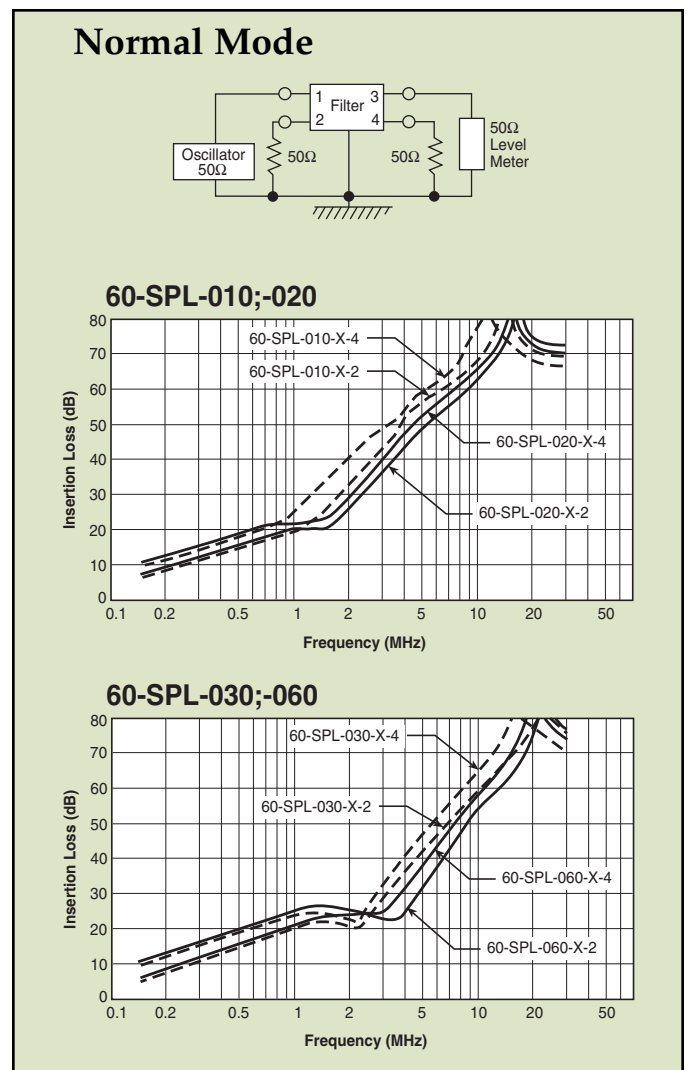 Normal Mode
1 Filter 3
2 4
Oscillator
50Ω
50Ω
50Ω
50Ω
Level
Meter
60-SPL-010;-020
Insertion Loss (dB)
80
70
60
50
40
30
20
10
0
60-SPL-010-X-4
60-SPL-010-X-2
60-SPL-020-X-4
60-SPL-020-X-2
0.1 0.2 0.5 1 2 5 10 20 50
Frequency (MHz)
60-SPL-030;-060
Insertion Loss (dB)
80
70
60
50
40
30
20
10
0
60-SPL-030-X-4
60-SPL-030-X-2
60-SPL-060-X-4
60-SPL-060-X-2
0.1 0.2 0.5 1 2 5 10 20 50
Frequency (MHz)